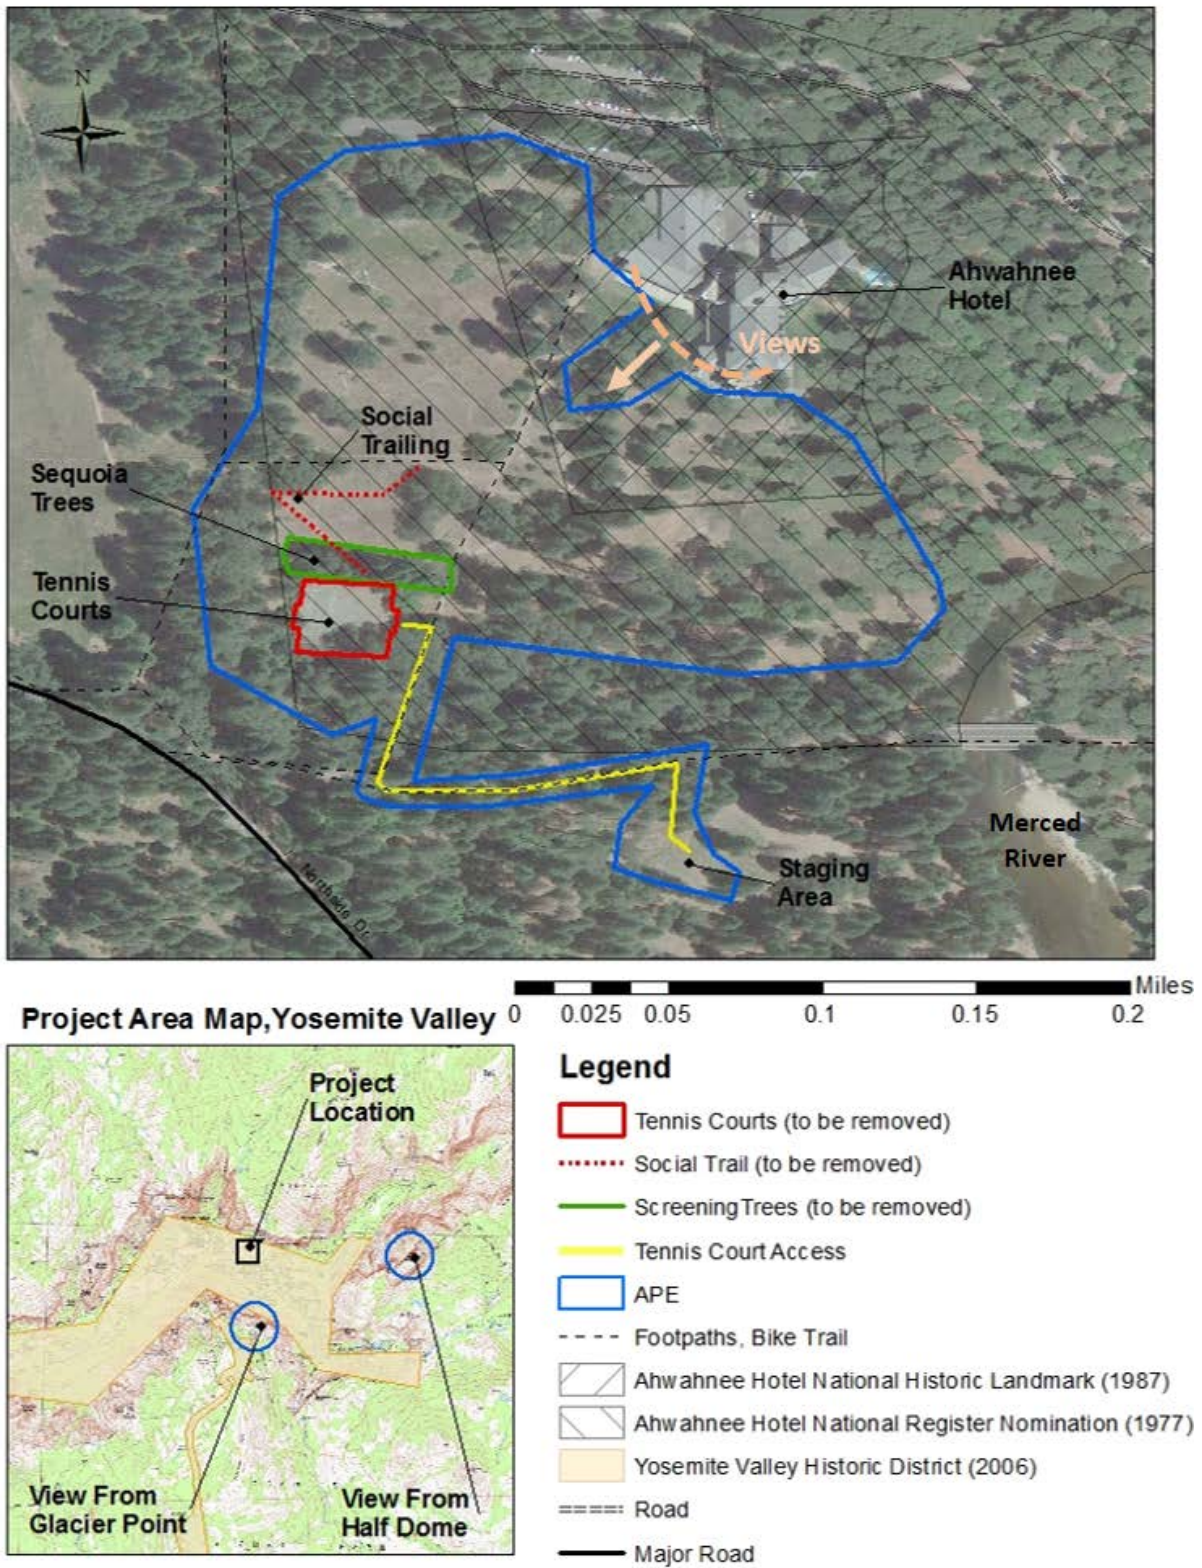 N
Ahwahnee
Hotel
Views
Social
Trailing
Sequoia
Trees
Tennis
Courts
Merced
River
Staging
Area
Northside Dr.
Miles
0 0.025 0.05 0.1 0.15 0.2
Project Area Map,Yosemite Valley
Project
Location
View From
Glacier Point
View From
Half Dome
Legend
Tennis Courts (to be removed)
Social Trail (to be removed)
Screening Trees (to be removed)
Tennis Court Access
APE
Footpaths, Bike Trail
Ahwahnee Hotel National Historic Landmark (1987)
Ahwahnee Hotel National Register Nomination (1977)
Yosemite Valley Historic District (2006)
Road
Major Road